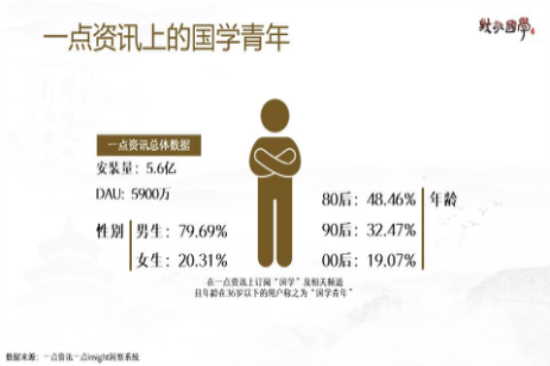 一点资讯上的国学青年
致敬國學
一点资讯总体数据
安装量：5.6亿
DAU：5900万
性别
男生：79.69%
女生：20.31%
80后：48.46%
90后：32.47%
00后：19.07%
年龄
在一点资讯上订阅“国学”及相关频道
且年龄在36岁以下的用户称之为“国学青年”
数据来源：一点资讯一点insight洞察系统